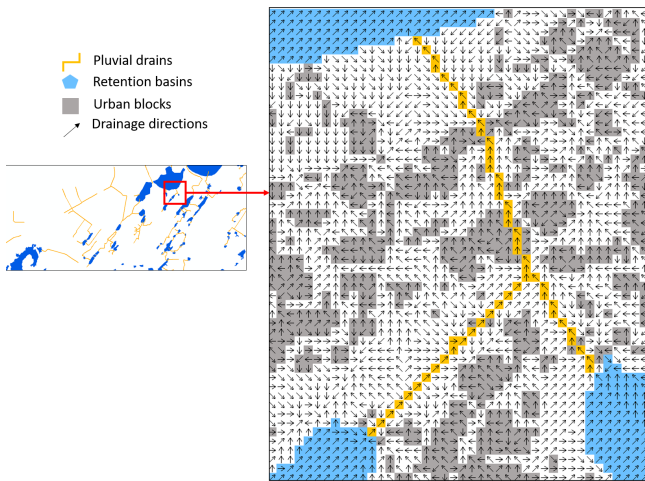 Pluvial drains
Retention basins
Urban blocks
Drainage directions